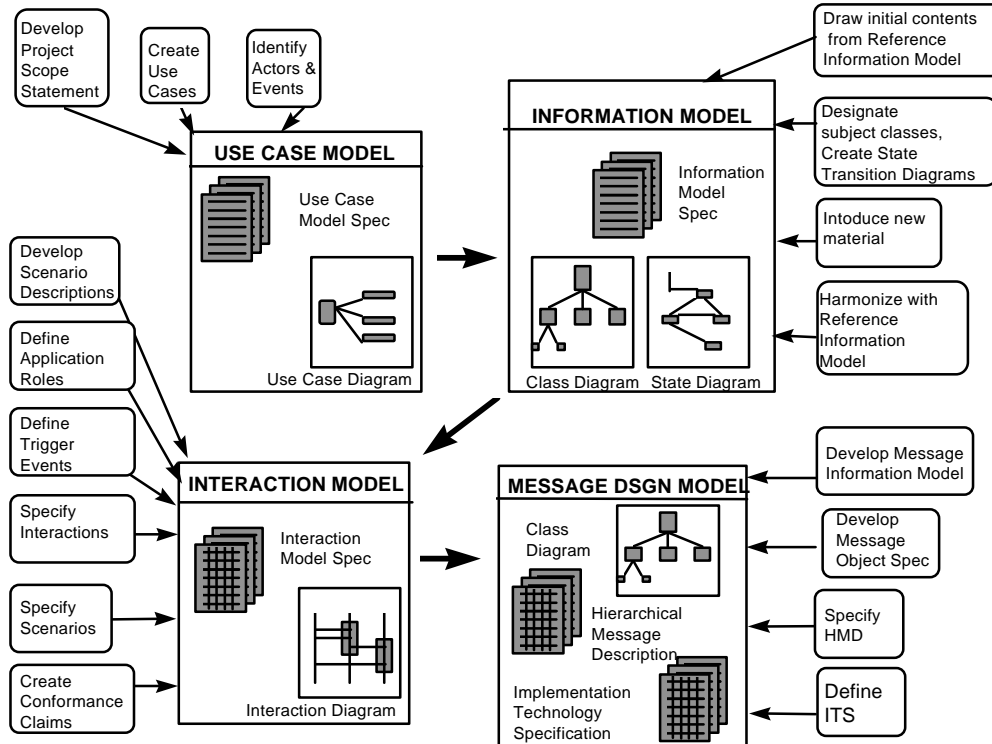 Develop
Project
Scope
Statement
Create
Use
Cases
Identify
Actors &
Events
USE CASE MODEL
Use Case
Model Spec
Use Case Diagram
Draw initial contents
from Reference
Information Model
Designate
subject classes,
Create State
Transition Diagrams
Intoduce new
material
Harmonize with
Reference
Information
Model
INFORMATION MODEL
Information
Model
Spec
Class Diagram
State Diagram
Develop
Scenario
Descriptions
Define
Application
Roles
Define
Trigger
Events
Specify
Interactions
Specify
Scenarios
Create
Conformance
Claims
INTERACTION MODEL
Interaction
Model Spec
Interaction Diagram
MESSAGE DSGN MODEL
Class
Diagram
Hierarchical
Message
Description
Implementation
Technology
Specification
Develop Message
Information Model
Develop
Message
Object Spec
Specify
HMD
Define
ITS